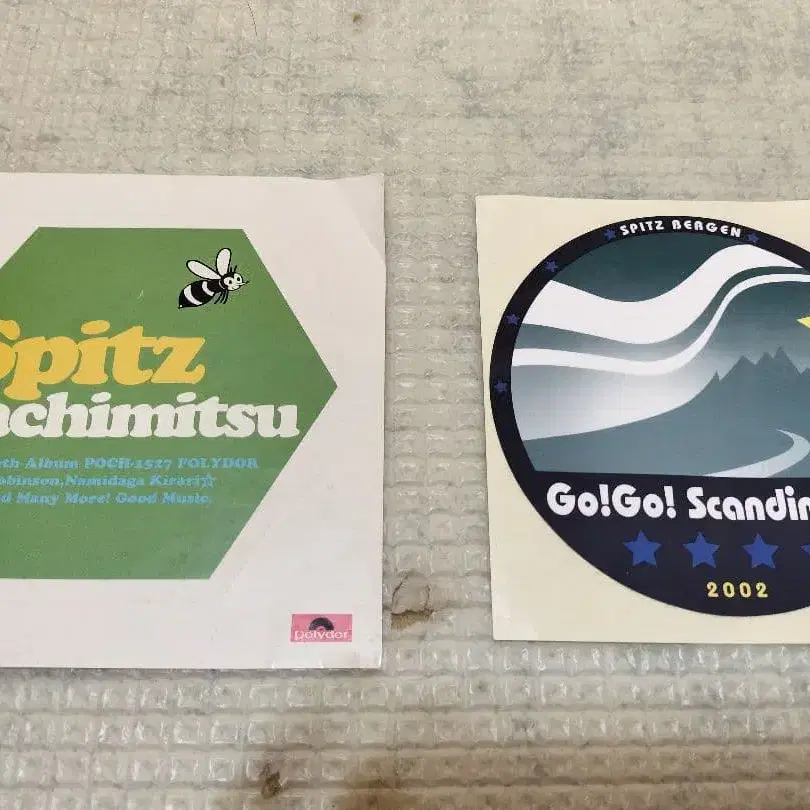 Spitz
achimitsu
th Album POCH-1527 POLYDOR
obinson,Namidaga Kirari☆
d Many More! Good Music.
polydor
SPITZ BERGEN
Go!Go! Scandin
2002